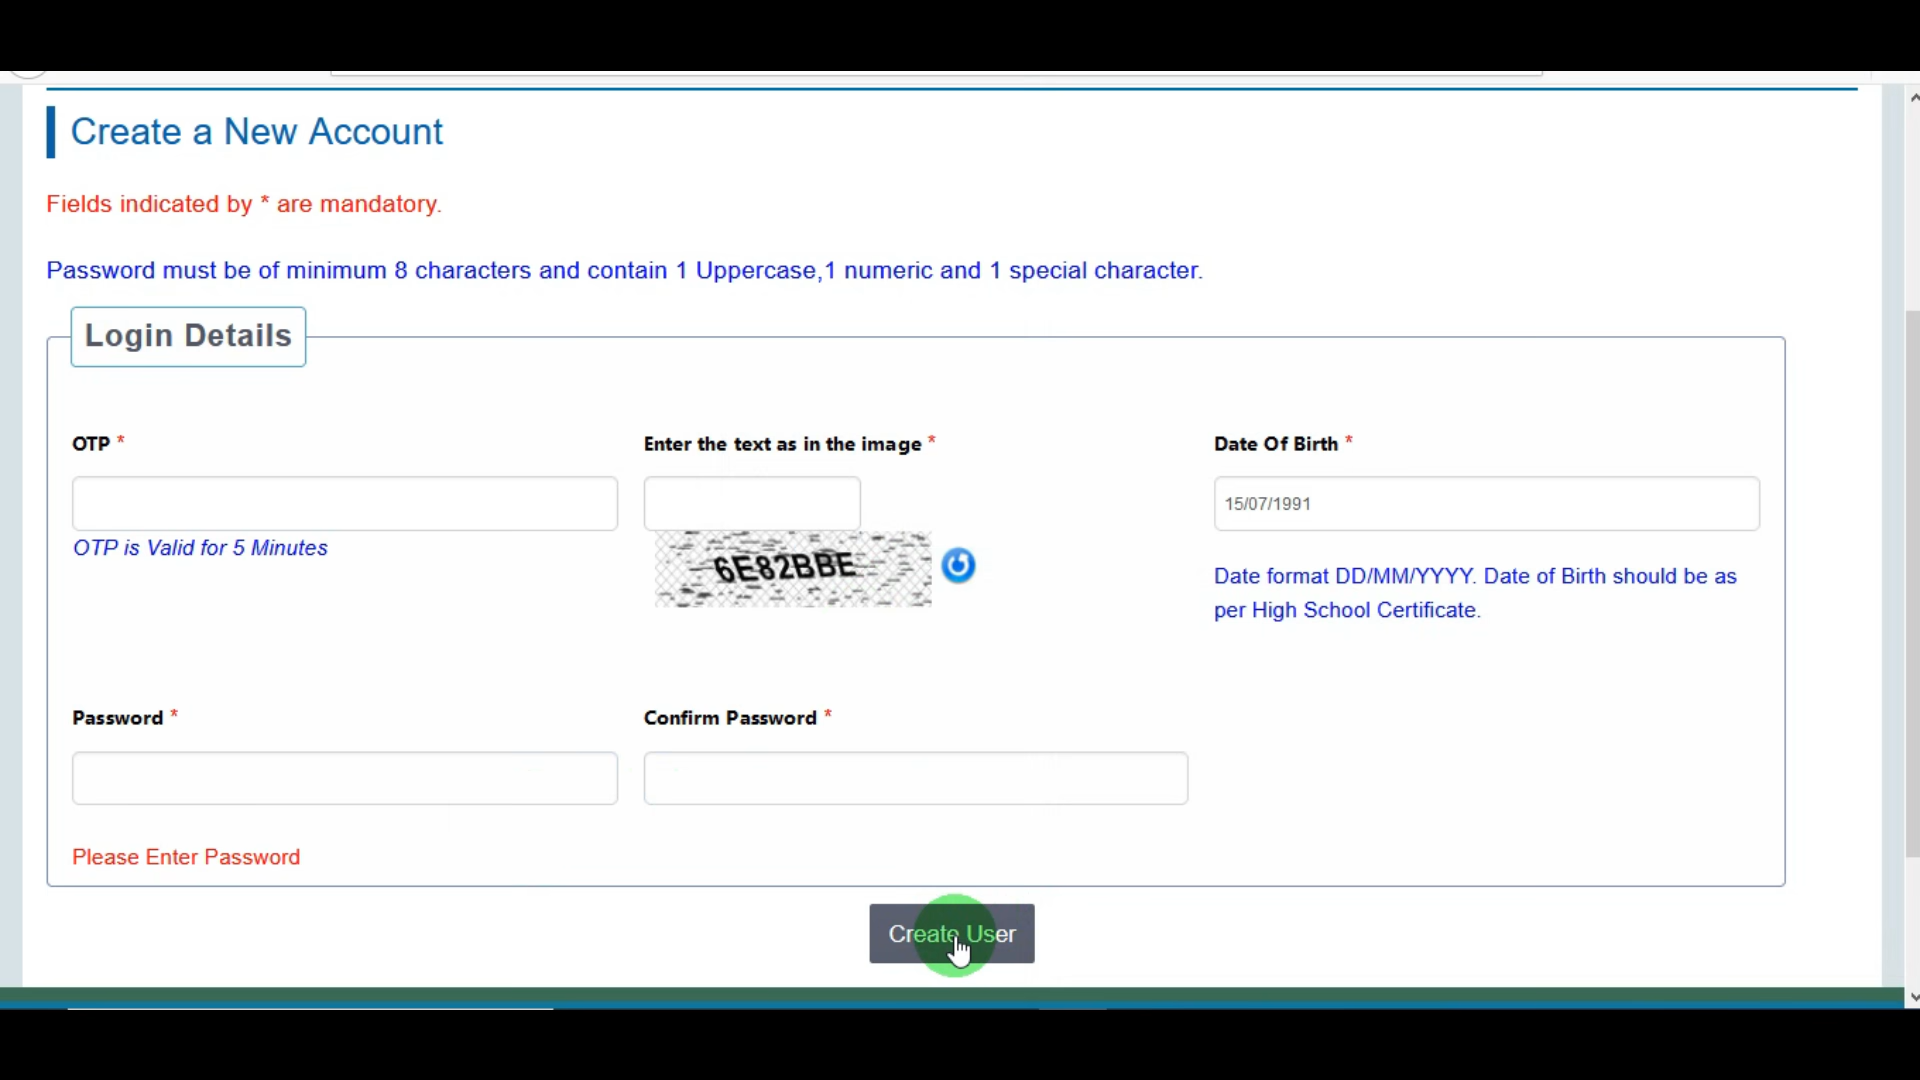 Create a New Account
Fields indicated by * are mandatory.
Password must be of minimum 8 characters and contain 1 Uppercase,1 numeric and 1 special character.
Login Details
OTP *
Enter the text as in the image *
Date Of Birth *
15/07/1991
OTP is Valid for 5 Minutes
6E82BBE
Date format DD/MM/YYYY. Date of Birth should be as
per High School Certificate.
Password *
Confirm Password *
Please Enter Password
Create User